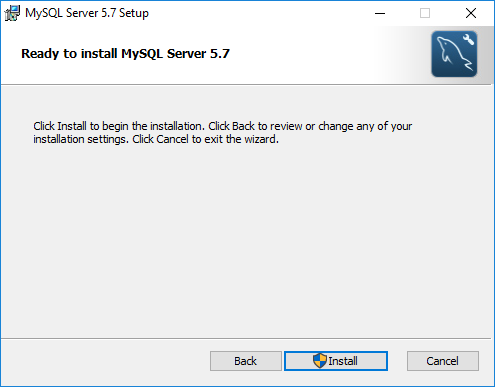 MySQL Server 5.7 Setup
Ready to install MySQL Server 5.7
Click Install to begin the installation. Click Back to review or change any of your
installation settings. Click Cancel to exit the wizard.
Back
Install
Cancel